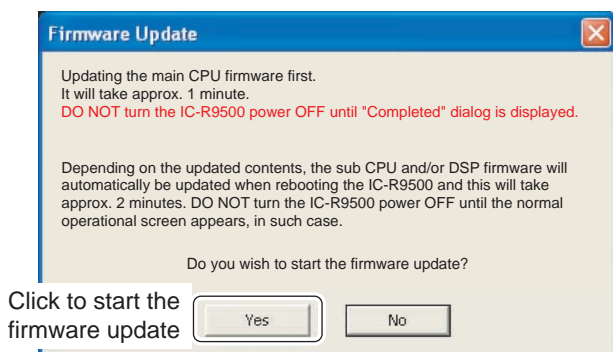 Firmware Update
Updating the main CPU firmware first.
It will take approx. 1 minute.
DO NOT turn the IC-R9500 power OFF until "Completed" dialog is displayed.
Depending on the updated contents, the sub CPU and/or DSP firmware will
automatically be updated when rebooting the IC-R9500 and this will take
approx. 2 minutes. DO NOT turn the IC-R9500 power OFF until the normal
operational screen appears, in such case.
Do you wish to start the firmware update?
Click to start the
firmware update
Yes
No